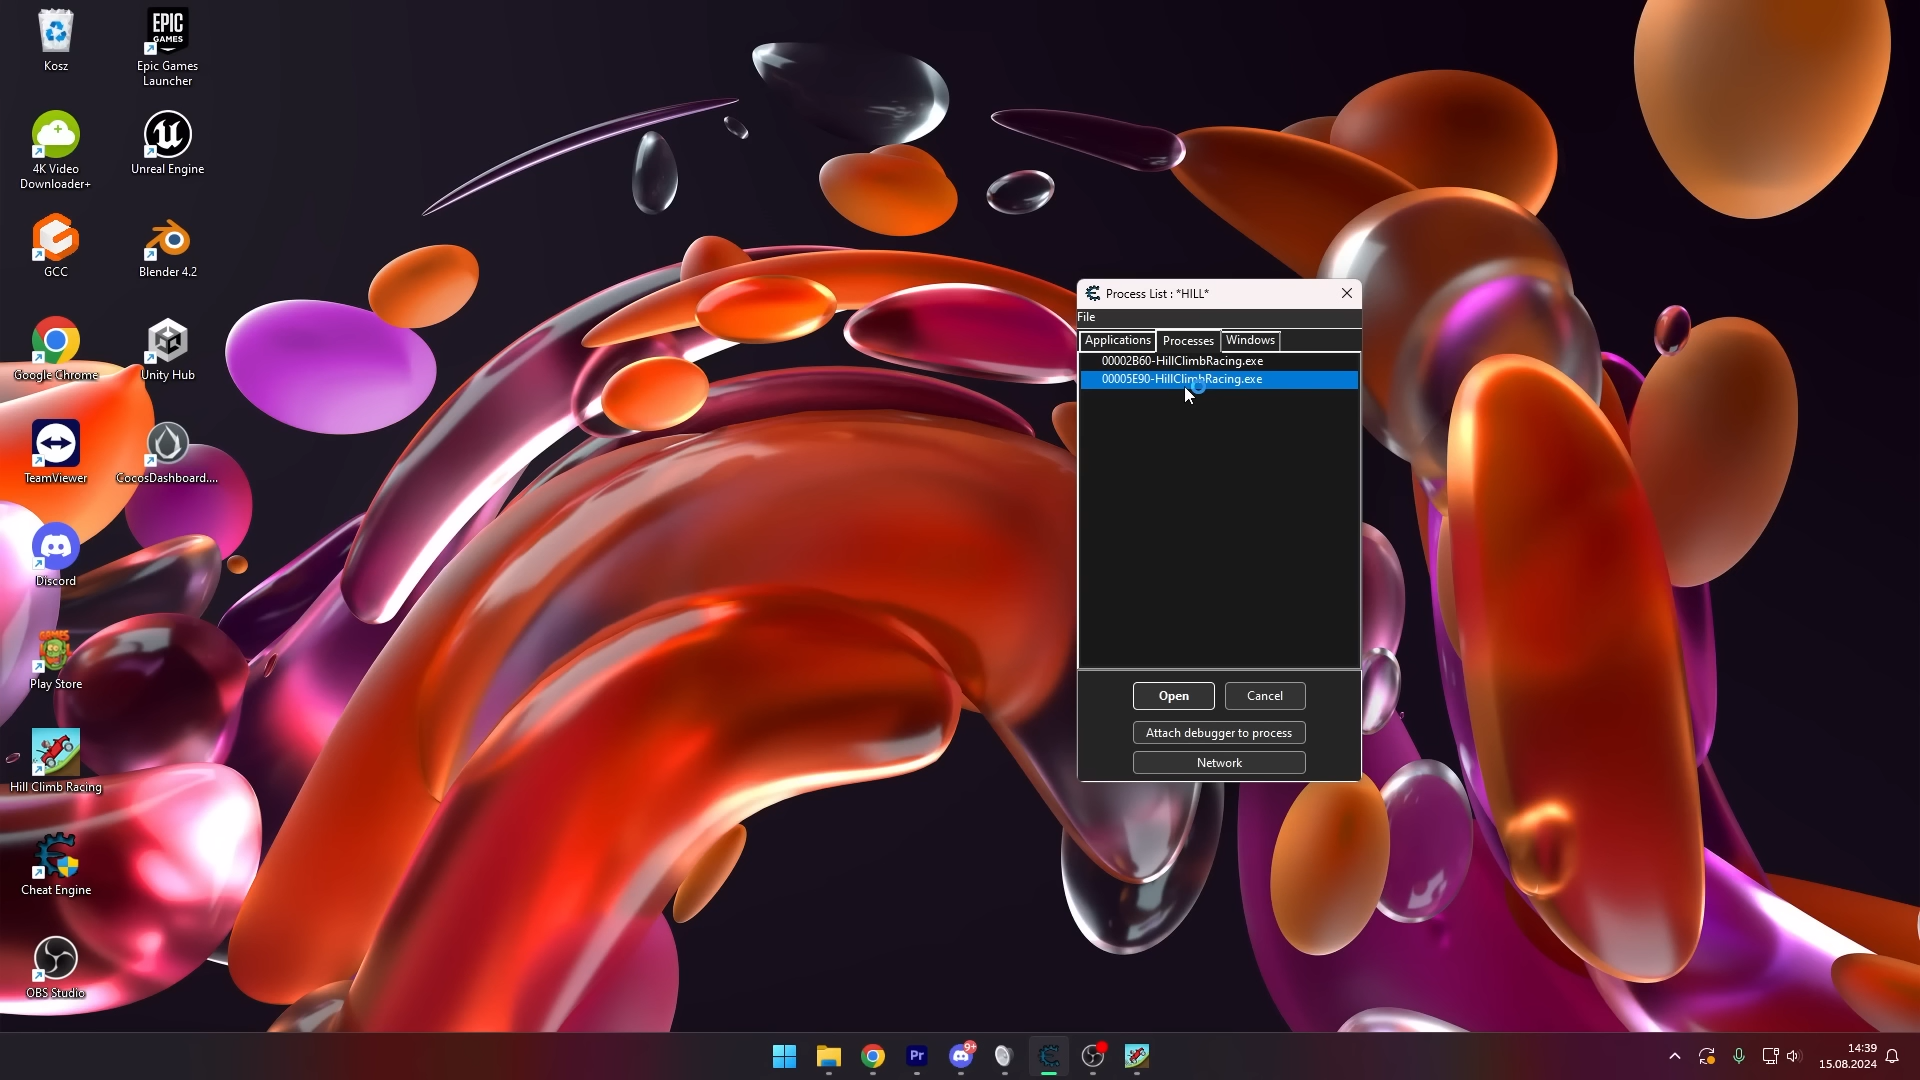 Kosz
EPIC
GAMES
Epic Games
Launcher
4K Video
Downloader+
Unreal Engine
GCC
Blender 4.2
Google Chrome
Unity Hub
TeamViewer
CocosDashboard....
Discord
GAMES
Play Store
Hill Climb Racing
Cheat Engine
OBS Studio
Process List : *HILL*
File
Applications Processes Windows
00002B60-HillClimbRacing.exe
00005E90-HillClimbRacing.exe
Open Cancel
Attach debugger to process
Network
Pr
9+
14:39
15.08.2024